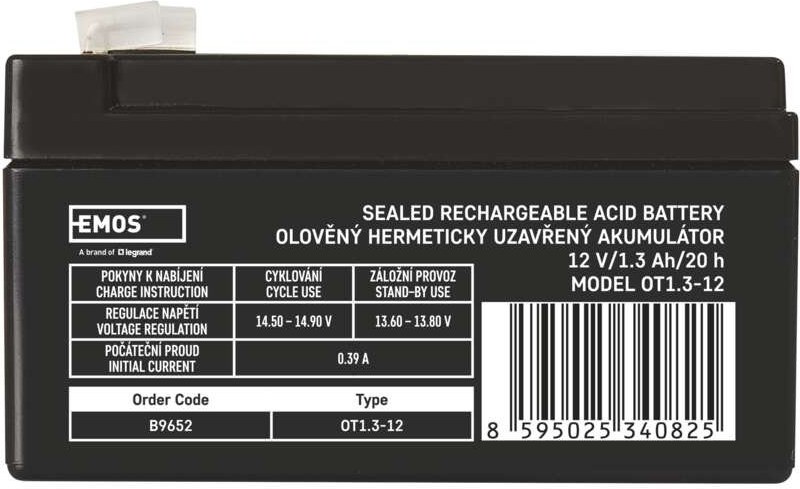 EMOS®
A brand of legrand
SEALED RECHARGEABLE ACID BATTERY
OLOVĚNÝ HERMETICKY UZAVŘENÝ AKUMULÁTOR
12 V/1.3 Ah/20 h
MODEL OT1.3-12
POKYNY K NABÍJENÍ
CHARGE INSTRUCTION
CYKLOVÁNÍ
CYCLE USE
ZÁLOŽNÍ PROVOZ
STAND-BY USE
REGULACE NAPĚTÍ
VOLTAGE REGULATION
14.50 – 14.90 V
13.60 – 13.80 V
POČÁTEČNÍ PROUD
INITIAL CURRENT
0.39 A
Order Code
Type
B9652
OT1.3-12
8 595025 340825